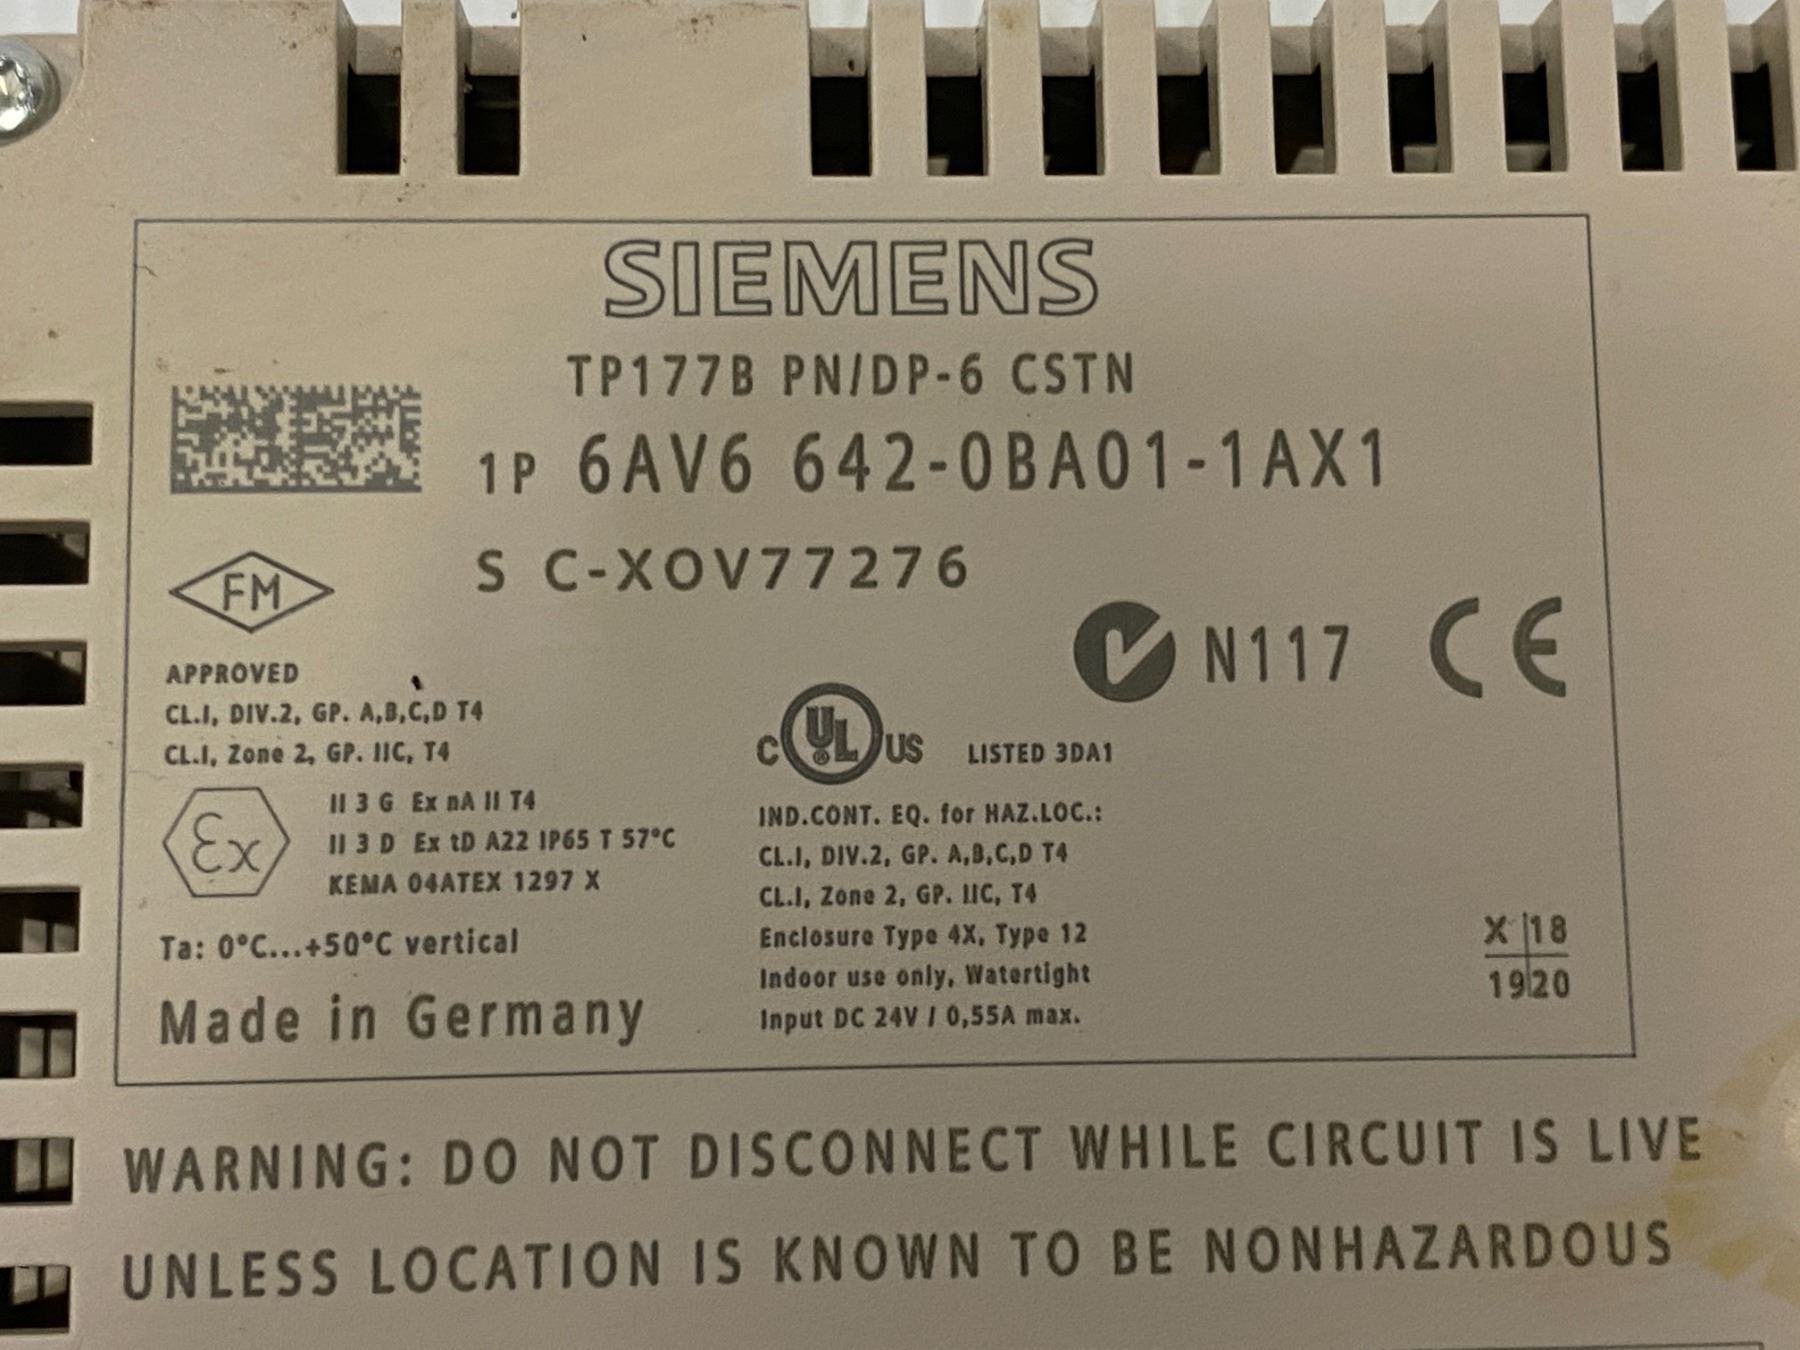 SIEMENS
TP177B PN/DP-6 CSTN
1P 6AV6 642-0BA01-1AX1
S C-X0V77276
FM
N117 CE
APPROVED
CL.I, DIV.2, GP. A,B,C,D T4
CL.I, Zone 2, GP. IIC, T4
C UL® US LISTED 3DA1
Ex
II 3 G Ex nA II T4
II 3 D Ex tD A22 IP65 T 57°C
KEMA 04ATEX 1297 X
IND.CONT. EQ. for HAZ.LOC.:
CL.I, DIV.2, GP. A,B,C,D T4
CL.I, Zone 2, GP. IIC, T4
Enclosure Type 4X, Type 12
Indoor use only, Watertight
Input DC 24V / 0,55A max.
Ta: 0°C...+50°C vertical
Made in Germany
X 18
19 20
WARNING: DO NOT DISCONNECT WHILE CIRCUIT IS LIVE
UNLESS LOCATION IS KNOWN TO BE NONHAZARDOUS